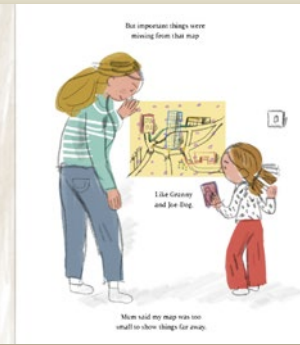 But important things were
missing from that map
Like Granny
and Joe-Dog.
Mum said my map was too
small to show things far away.